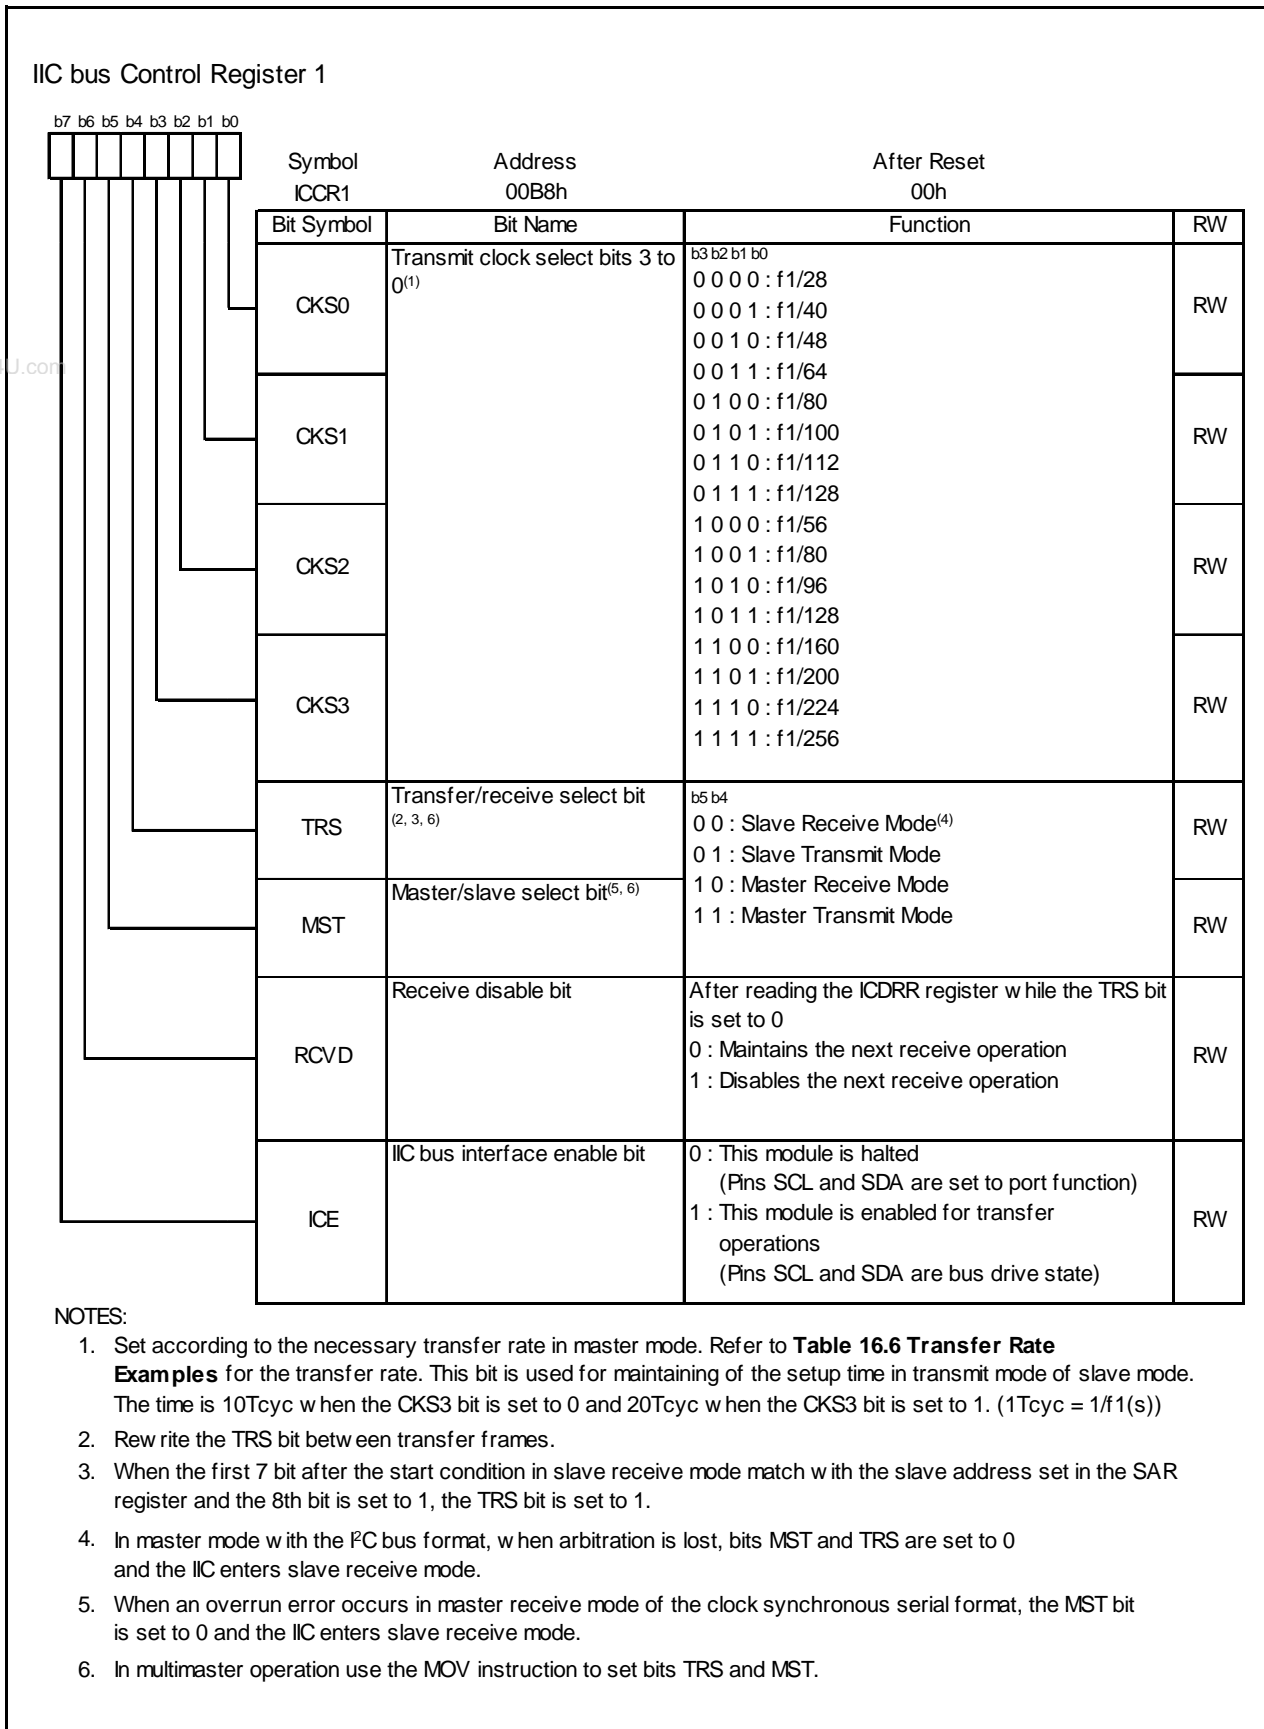 IIC bus Control Register 1
b7 b6 b5 b4 b3 b2 b1 b0
Symbol Address After Reset
ICCR1 00B8h 00h
Bit Symbol Bit Name Function RW
CKS0 RW
CKS1 RW
CKS2 RW
CKS3 RW
Transmit clock select bits 3 to
0(1)
b3 b2 b1 b0
0 0 0 0 : f1/28
0 0 0 1 : f1/40
0 0 1 0 : f1/48
0 0 1 1 : f1/64
0 1 0 0 : f1/80
0 1 0 1 : f1/100
0 1 1 0 : f1/112
0 1 1 1 : f1/128
1 0 0 0 : f1/56
1 0 0 1 : f1/80
1 0 1 0 : f1/96
1 0 1 1 : f1/128
1 1 0 0 : f1/160
1 1 0 1 : f1/200
1 1 1 0 : f1/224
1 1 1 1 : f1/256
TRS RW
Transfer/receive select bit
(2, 3, 6)
MST RW
Master/slave select bit(5, 6)
b5 b4
0 0 : Slave Receive Mode(4)
0 1 : Slave Transmit Mode
1 0 : Master Receive Mode
1 1 : Master Transmit Mode
RCVD RW
Receive disable bit
After reading the ICDRR register while the TRS bit
is set to 0
0 : Maintains the next receive operation
1 : Disables the next receive operation
ICE RW
IIC bus interface enable bit
0 : This module is halted
(Pins SCL and SDA are set to port function)
1 : This module is enabled for transfer
operations
(Pins SCL and SDA are bus drive state)
NOTES:
1. Set according to the necessary transfer rate in master mode. Refer to Table 16.6 Transfer Rate
Examples for the transfer rate. This bit is used for maintaining of the setup time in transmit mode of slave mode.
The time is 10Tcyc when the CKS3 bit is set to 0 and 20Tcyc when the CKS3 bit is set to 1. (1Tcyc = 1/f1(s))
2. Rewrite the TRS bit between transfer frames.
3. When the first 7 bit after the start condition in slave receive mode match with the slave address set in the SAR
register and the 8th bit is set to 1, the TRS bit is set to 1.
4. In master mode with the I²C bus format, when arbitration is lost, bits MST and TRS are set to 0
and the IIC enters slave receive mode.
5. When an overrun error occurs in master receive mode of the clock synchronous serial format, the MST bit
is set to 0 and the IIC enters slave receive mode.
6. In multimaster operation use the MOV instruction to set bits TRS and MST.
U.com